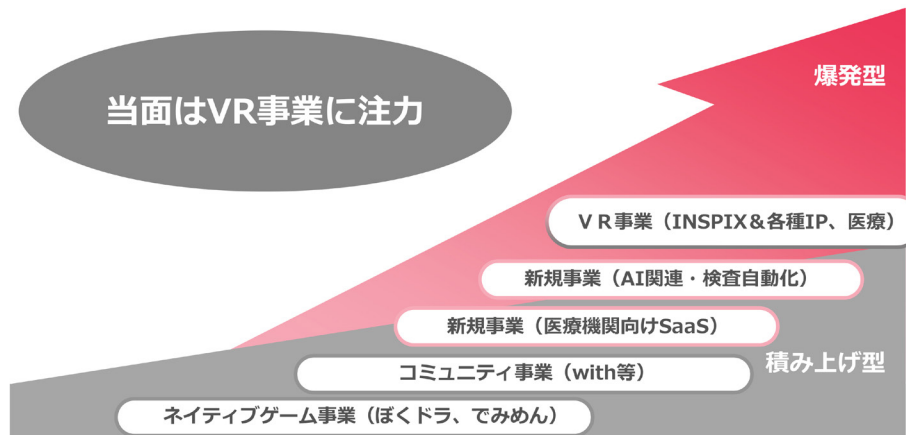 当面はVR事業に注力
爆発型
ＶＲ事業（INSPIX＆各種IP、医療）
新規事業（AI関連・検査自動化）
新規事業（医療機関向けSaaS）
コミュニティ事業（with等）
積み上げ型
ネイティブゲーム事業（ぼくドラ、でみめん）